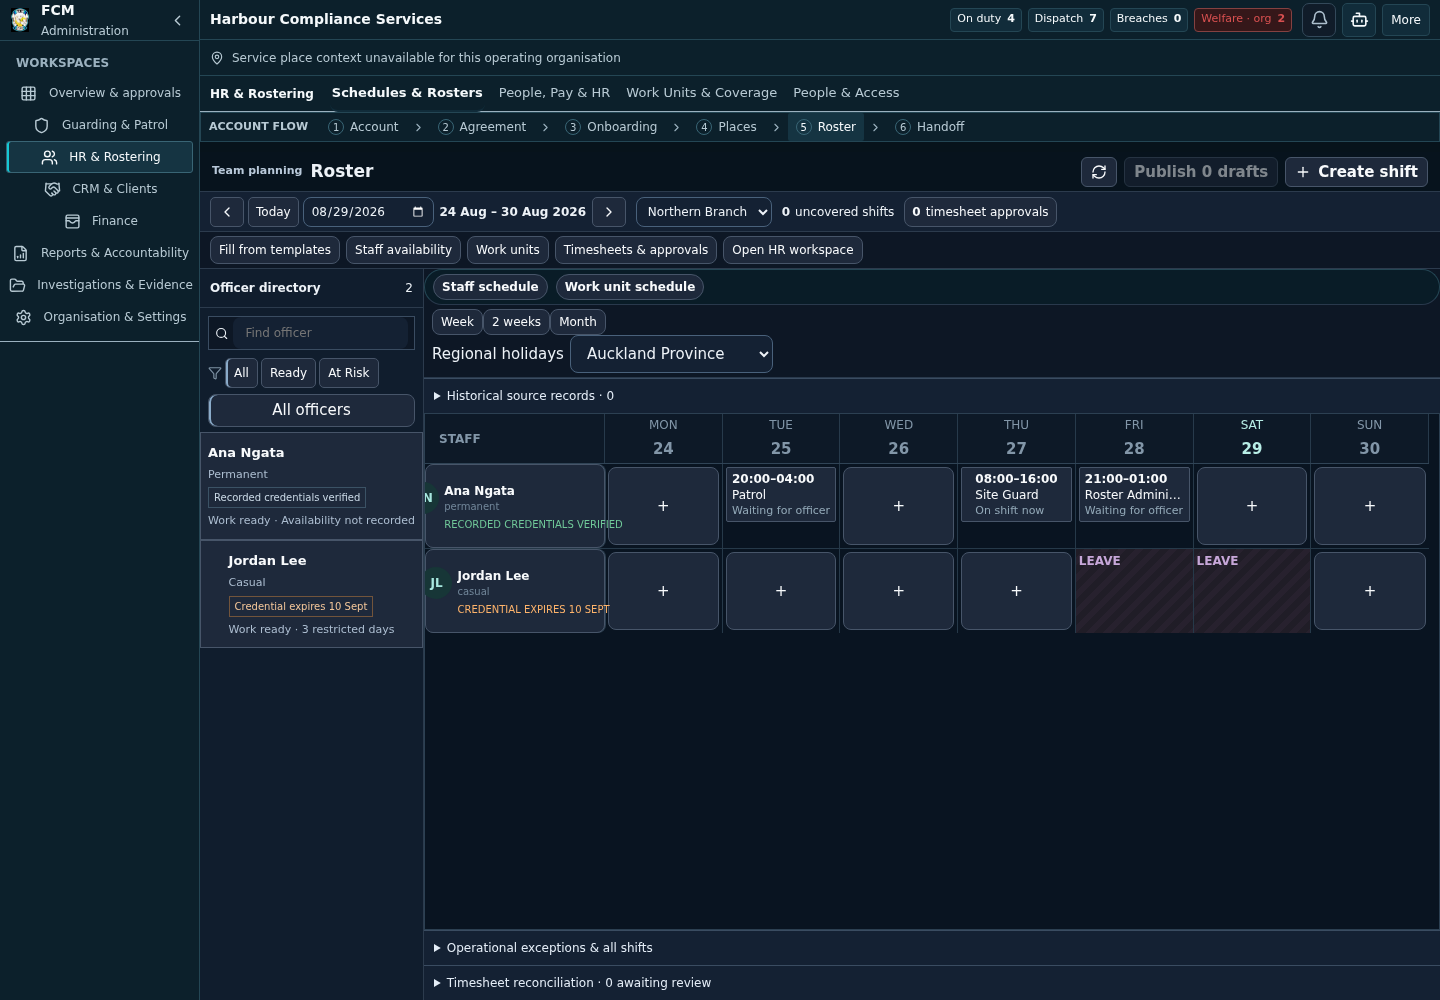 FCM
Administration
WORKSPACES
Overview & approvals
Guarding & Patrol
HR & Rostering
CRM & Clients
Finance
Reports & Accountability
Investigations & Evidence
Organisation & Settings
Harbour Compliance Services
On duty 4
Dispatch 7
Breaches 0
Welfare · org 2
More
Service place context unavailable for this operating organisation
HR & Rostering Schedules & Rosters People, Pay & HR Work Units & Coverage People & Access
ACCOUNT FLOW 1 Account 2 Agreement 3 Onboarding 4 Places 5 Roster 6 Handoff
Team planning Roster
Publish 0 drafts
+ Create shift
Today 08/29/2026 24 Aug – 30 Aug 2026 Northern Branch 0 uncovered shifts 0 timesheet approvals
Fill from templates Staff availability Work units Timesheets & approvals Open HR workspace
Officer directory 2
Find officer
All Ready At Risk
All officers
Ana Ngata
Permanent
Recorded credentials verified
Work ready · Availability not recorded
Jordan Lee
Casual
Credential expires 10 Sept
Work ready · 3 restricted days
Staff schedule Work unit schedule
Week 2 weeks Month
Regional holidays Auckland Province
Historical source records · 0
STAFF
MON 24
TUE 25
WED 26
THU 27
FRI 28
SAT 29
SUN 30
N
Ana Ngata
permanent
RECORDED CREDENTIALS VERIFIED
+
20:00–04:00
Patrol
Waiting for officer
+
08:00–16:00
Site Guard
On shift now
21:00–01:00
Roster Admini…
Waiting for officer
+
+
JL
Jordan Lee
casual
CREDENTIAL EXPIRES 10 SEPT
+
+
+
+
LEAVE
LEAVE
+
Operational exceptions & all shifts
Timesheet reconciliation · 0 awaiting review